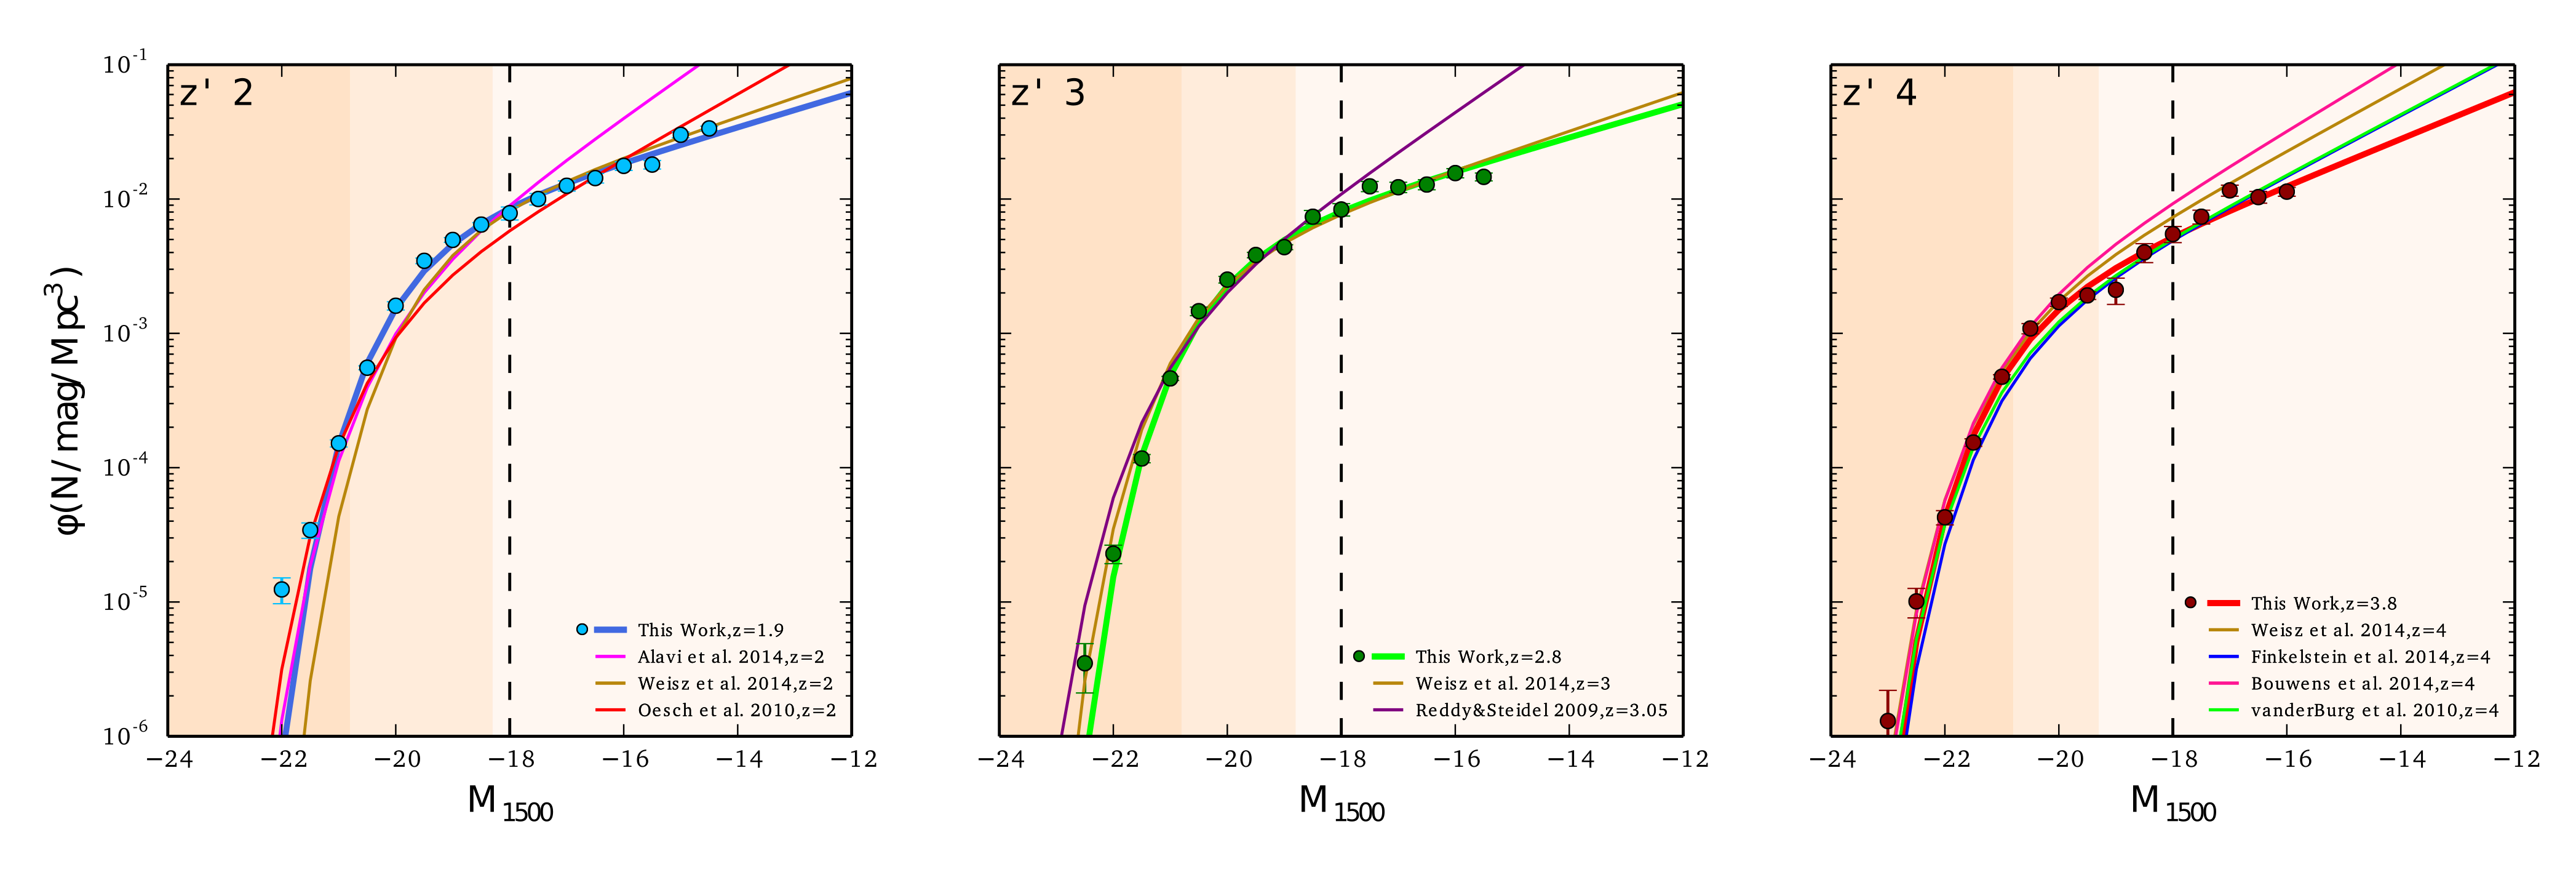 φ(N/mag/Mpc³)
z' 2
10⁻¹
10⁻²
10⁻³
10⁻⁴
10⁻⁵
10⁻⁶
This Work,z=1.9
Alavi et al. 2014,z=2
Weisz et al. 2014,z=2
Oesch et al. 2010,z=2
−24 −22 −20 −18 −16 −14 −12
M₁₅₀₀
z' 3
This Work,z=2.8
Weisz et al. 2014,z=3
Reddy&Steidel 2009,z=3.05
−24 −22 −20 −18 −16 −14 −12
M₁₅₀₀
z' 4
This Work,z=3.8
Weisz et al. 2014,z=4
Finkelstein et al. 2014,z=4
Bouwens et al. 2014,z=4
vanderBurg et al. 2010,z=4
−24 −22 −20 −18 −16 −14 −12
M₁₅₀₀